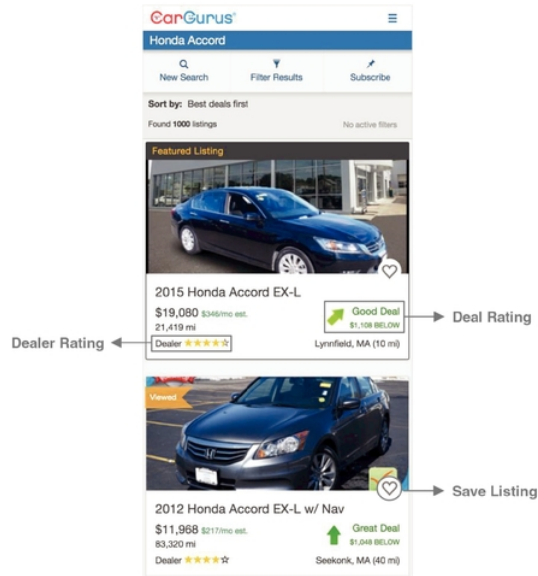 CarGurus
Honda Accord
New Search
Filter Results
Subscribe
Sort by: Best deals first
Found 1000 listings
No active filters
Featured Listing
2015 Honda Accord EX-L
$19,080 $346/mo est.
Good Deal
21,419 mi
$1,108 BELOW
Deal Rating
Dealer Rating
Dealer
Lynnfield, MA (10 mi)
Viewed
Save Listing
2012 Honda Accord EX-L w/ Nav
$11,968 $217/mo est.
Great Deal
83,320 mi
$1,048 BELOW
Dealer
Seekonk, MA (40 mi)